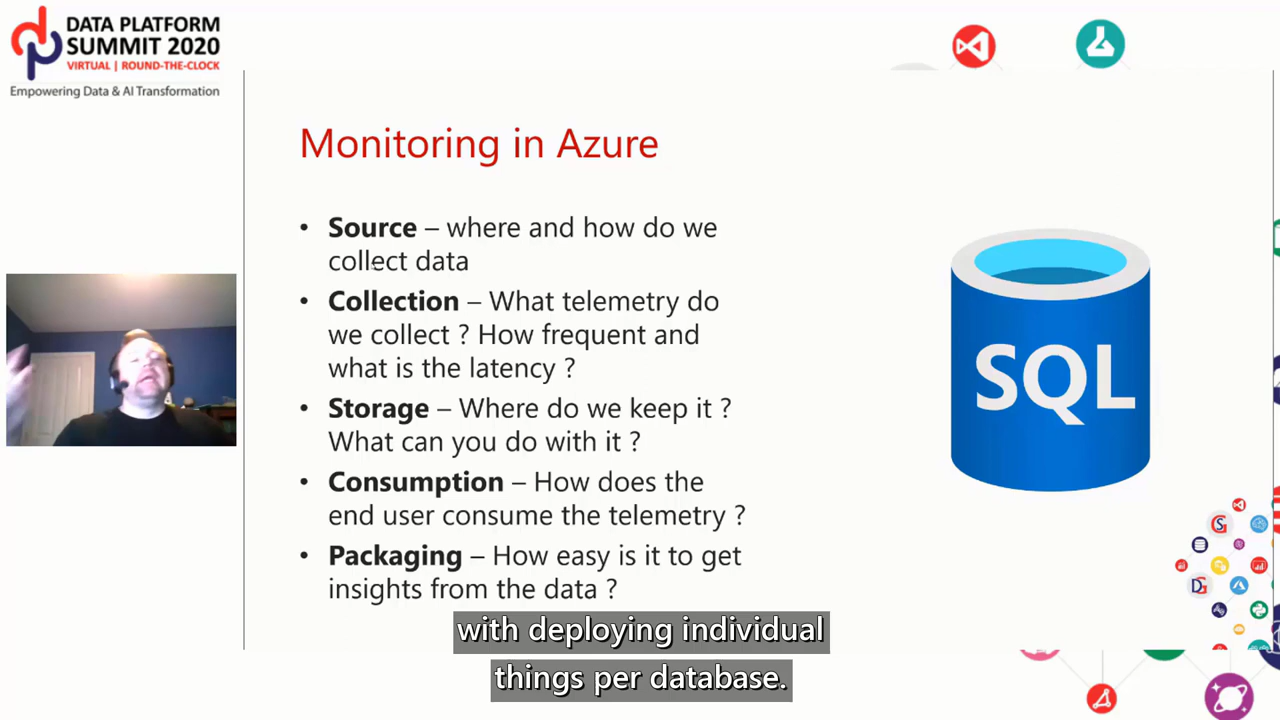 DATA PLATFORM
SUMMIT 2020
VIRTUAL | ROUND-THE-CLOCK
Empowering Data & AI Transformation
Monitoring in Azure
• Source – where and how do we
collect data
• Collection – What telemetry do
we collect ? How frequent and
what is the latency ?
• Storage – Where do we keep it ?
What can you do with it ?
• Consumption – How does the
end user consume the telemetry ?
• Packaging – How easy is it to get
insights from the data ?
SQL
with deploying individual
things per database.